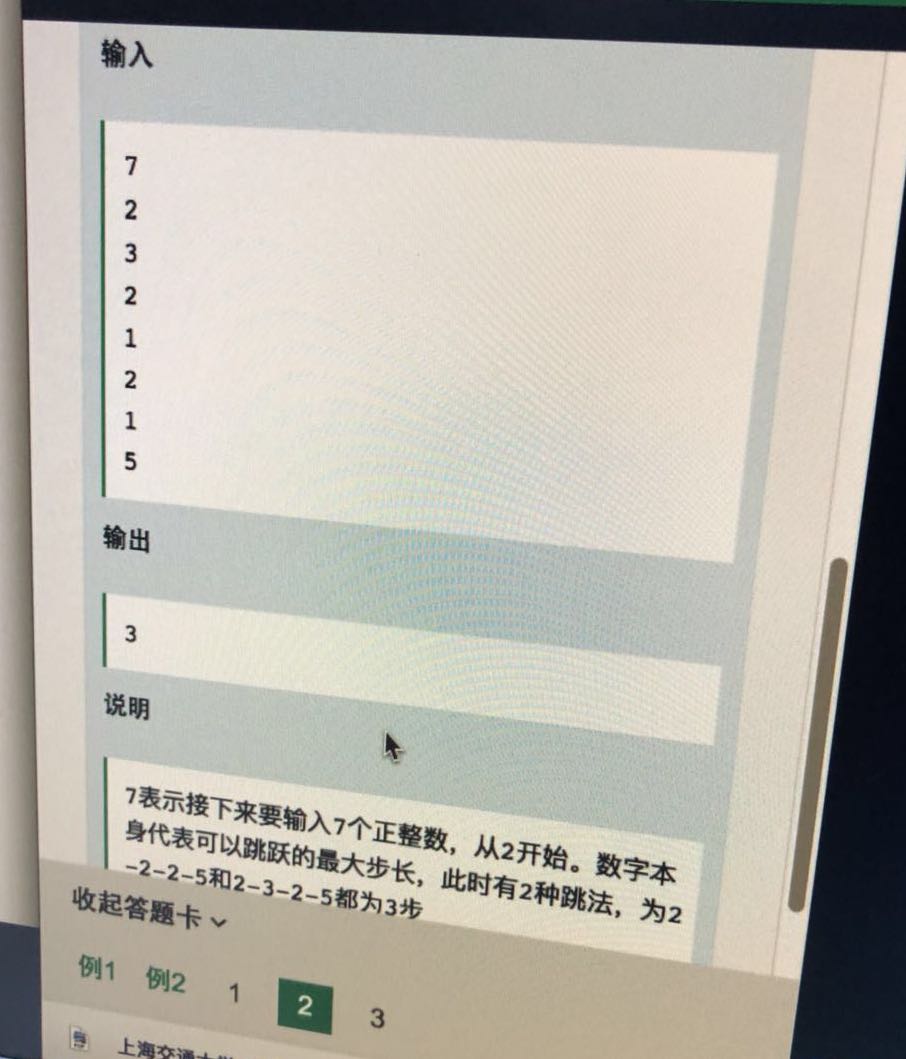 输入
7
2
3
2
1
2
1
5
输出
3
说明
7表示接下来要输入7个正整数，从2开始。数字本
身代表可以跳跃的最大步长，此时有2种跳法，为2
-2-2-5和2-3-2-5都为3步
收起答题卡
例1 例2 1 2 3
上海交通大